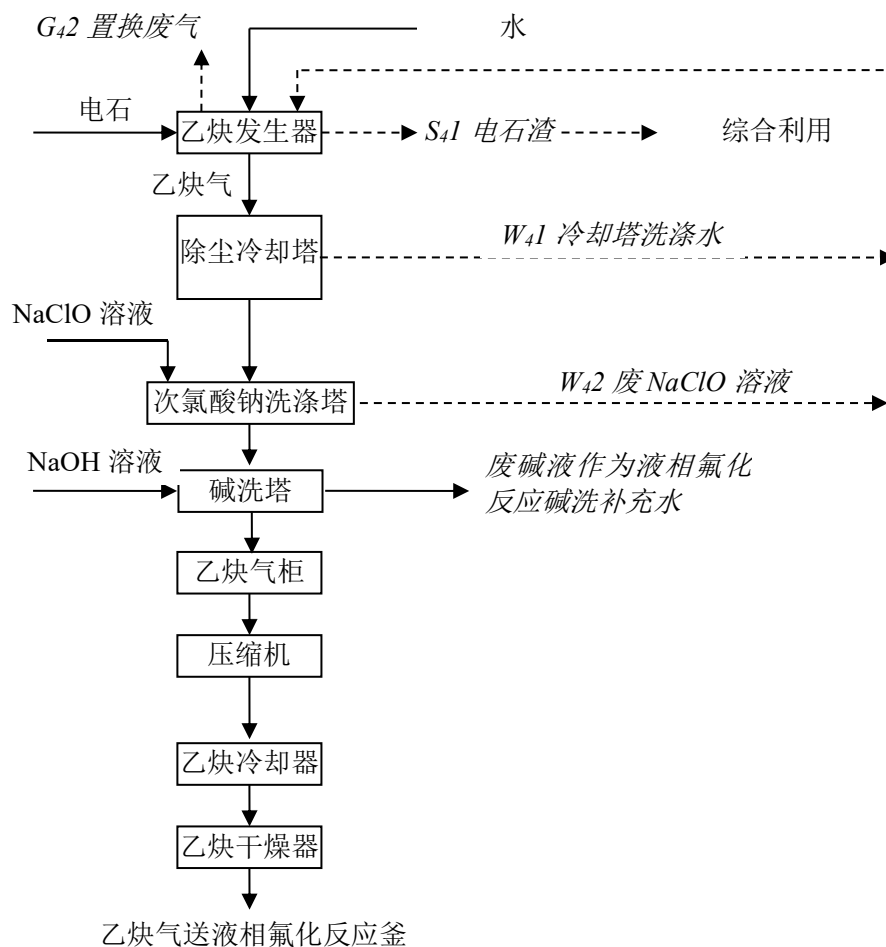 G₄2 置换废气
水
电石
乙炔发生器
S₄1 电石渣
综合利用
乙炔气
除尘冷却塔
W₄1 冷却塔洗涤水
NaClO 溶液
次氯酸钠洗涤塔
W₄2 废 NaClO 溶液
NaOH 溶液
碱洗塔
废碱液作为液相氟化
反应碱洗补充水
乙炔气柜
压缩机
乙炔冷却器
乙炔干燥器
乙炔气送液相氟化反应釜